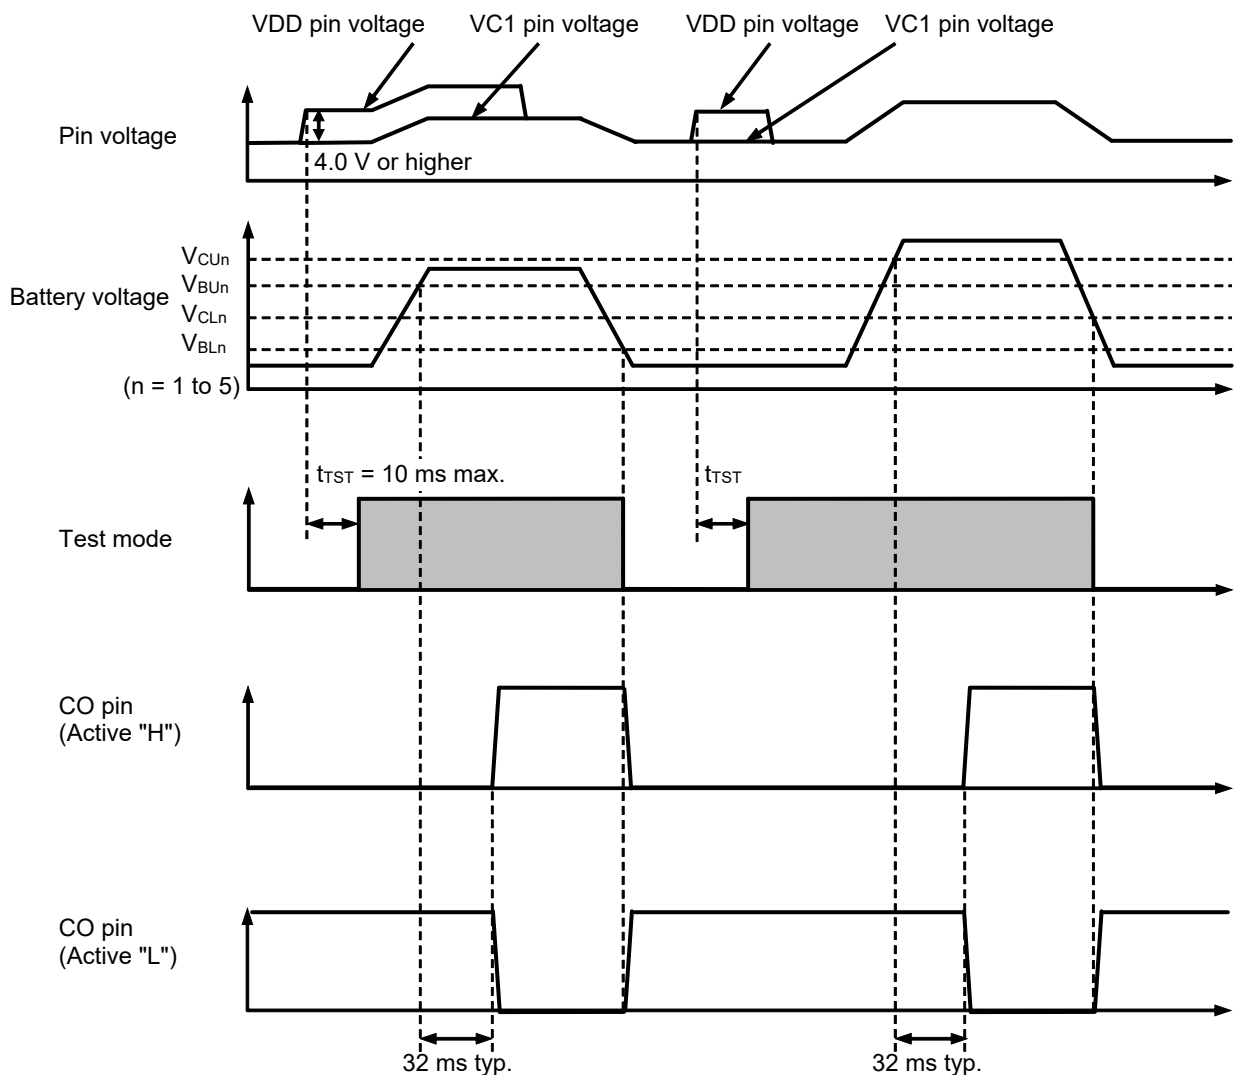 VDD pin voltage
VC1 pin voltage
VDD pin voltage
VC1 pin voltage
Pin voltage
4.0 V or higher
Battery voltage
VCUn
VBUn
VCLn
VBLn
(n = 1 to 5)
tTST = 10 ms max.
tTST
Test mode
CO pin
(Active "H")
CO pin
(Active "L")
32 ms typ.
32 ms typ.